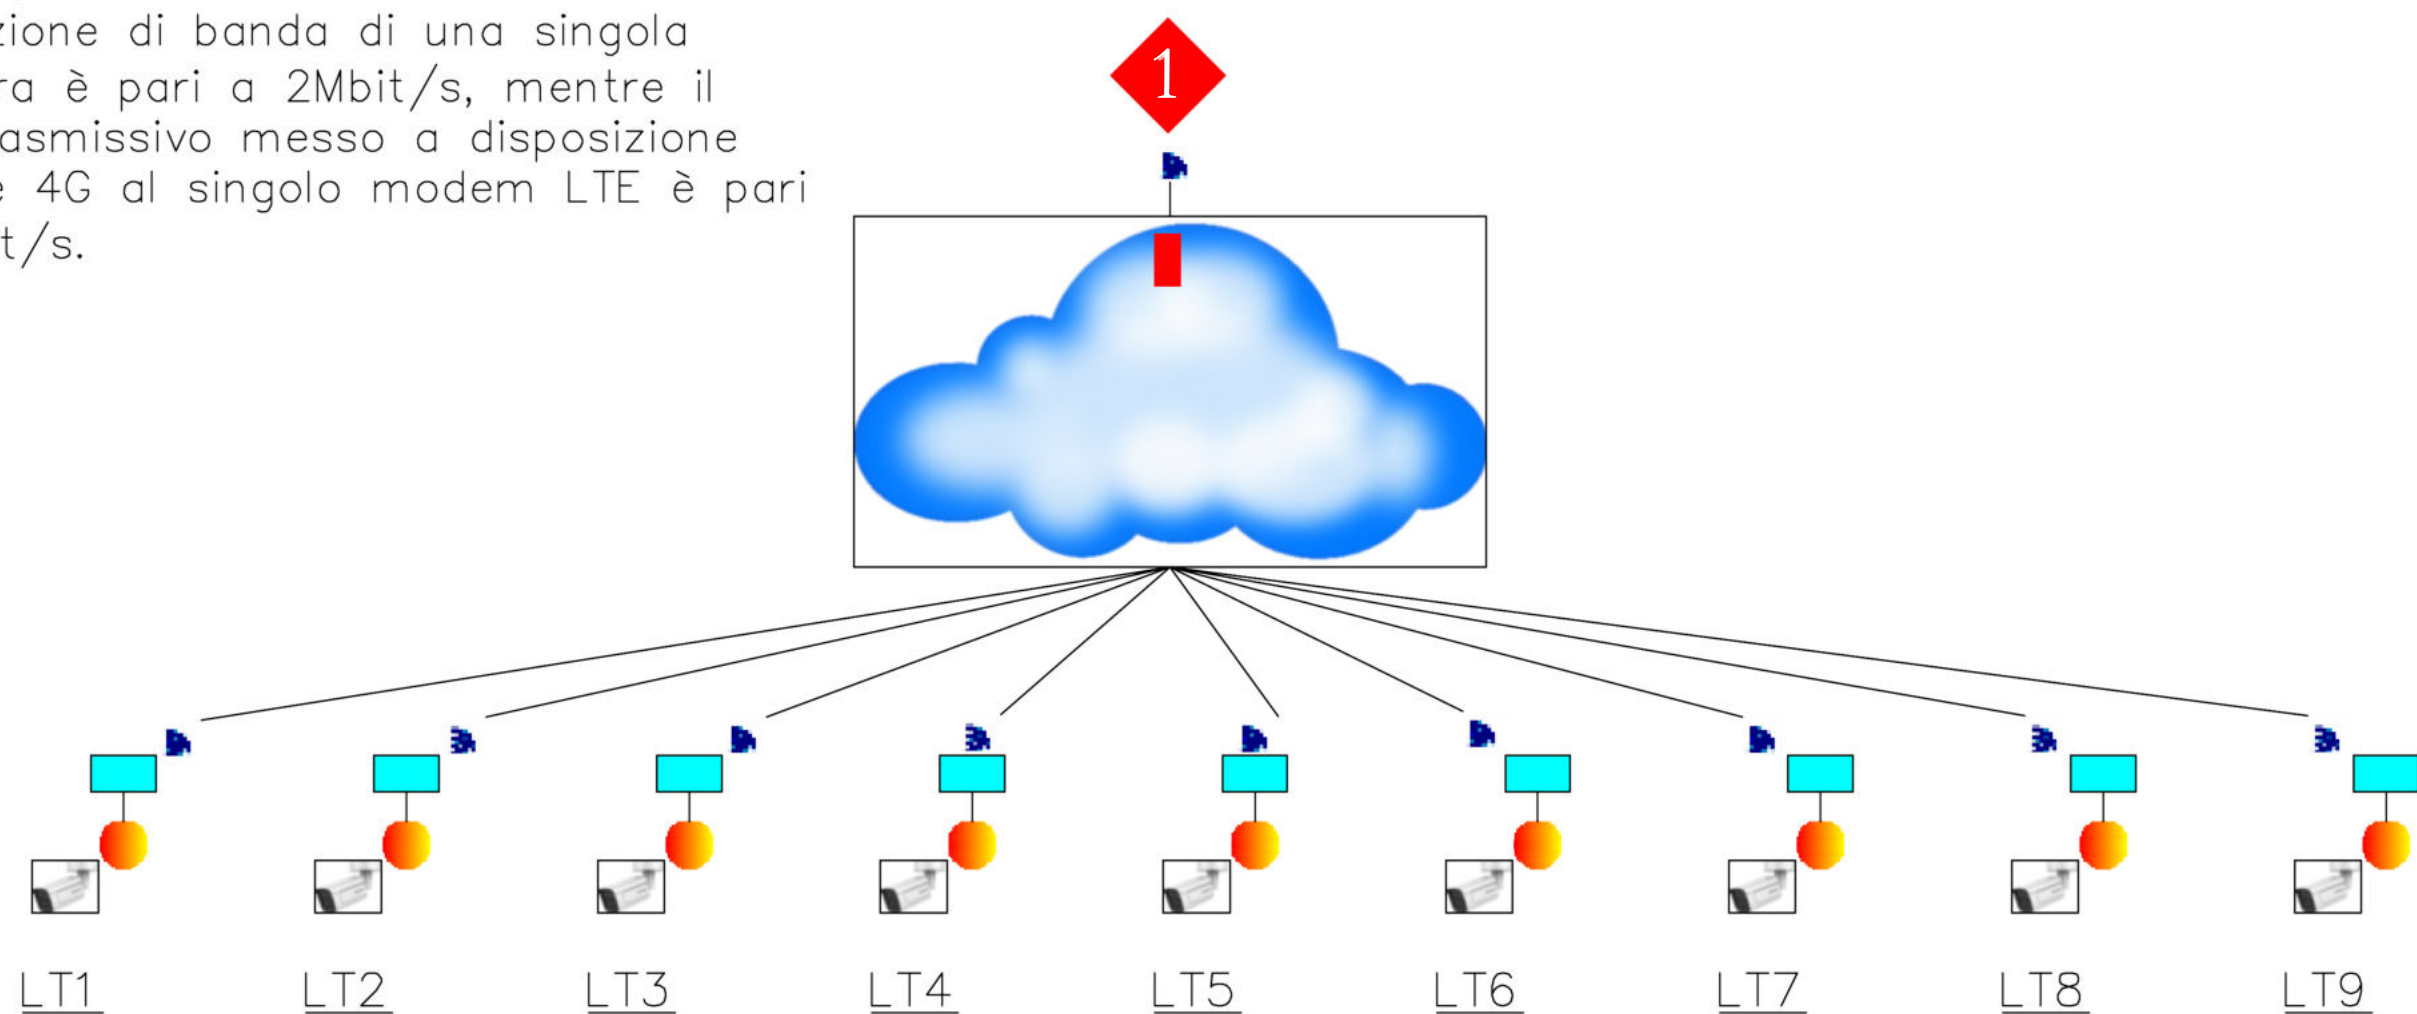 zione di banda di una singola
ra è pari a 2Mbit/s, mentre il
asmissivo messo a disposizione
e 4G al singolo modem LTE è pari
t/s.
1
LT1 LT2 LT3 LT4 LT5 LT6 LT7 LT8 LT9